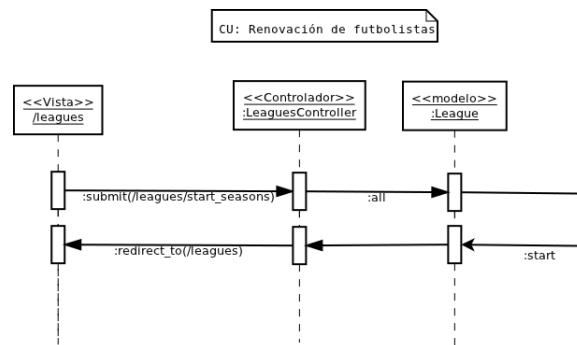 CU: Renovación de futbolistas
<<Vista>>
/leagues
<<Controlador>>
:LeaguesController
<<modelo>>
:League
:submit(/leagues/start_seasons)
:all
:redirect_to(/leagues)
:start